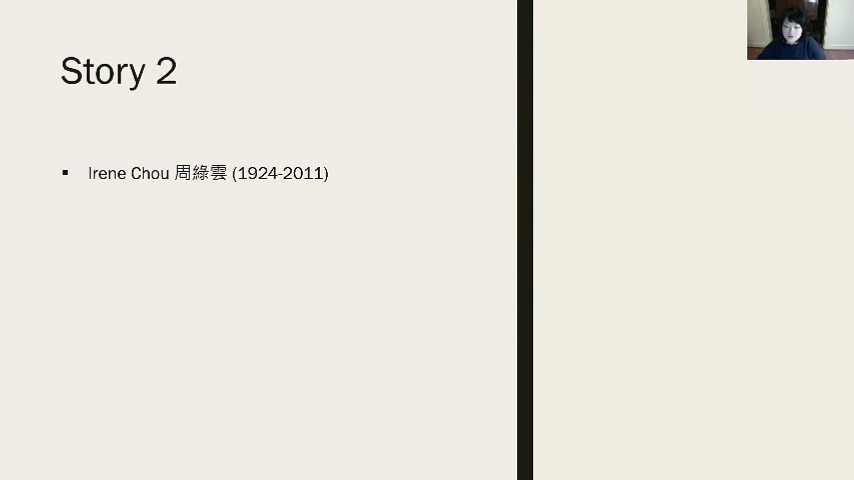 Story 2
▪ Irene Chou 周綠雲 (1924-2011)